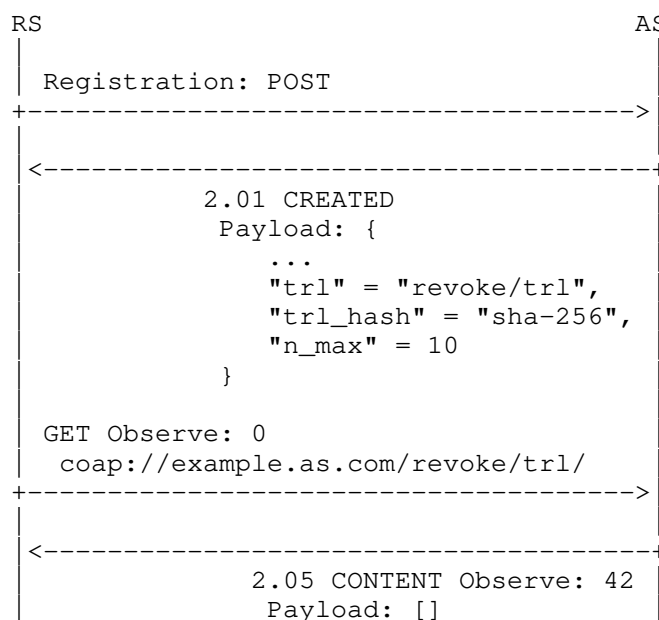 RS AS
Registration: POST
+-------------------------------------->
<--------------------------------------+
2.01 CREATED
Payload: {
...
"trl" = "revoke/trl",
"trl_hash" = "sha-256",
"n_max" = 10
}
GET Observe: 0
coap://example.as.com/revoke/trl/
+-------------------------------------->
<--------------------------------------+
2.05 CONTENT Observe: 42
Payload: []